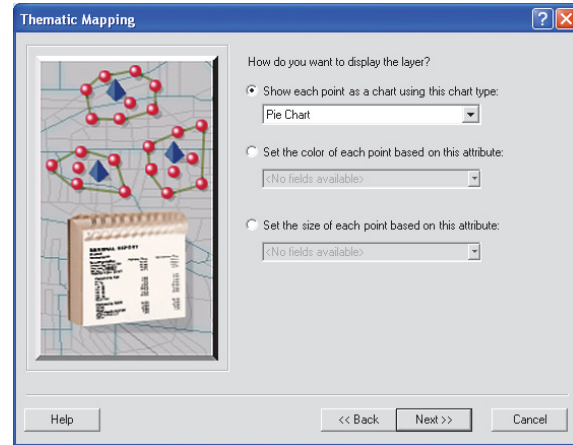 Thematic Mapping
How do you want to display the layer?
Show each point as a chart using this chart type:
Pie Chart
Set the color of each point based on this attribute:
<No fields available>
Set the size of each point based on this attribute:
<No fields available>
Help
<< Back
Next >>
Cancel